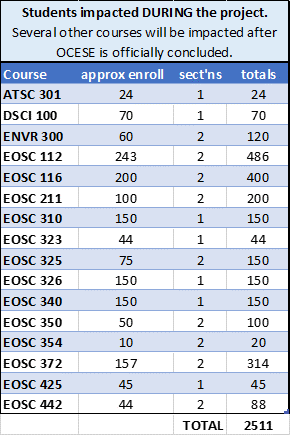 Students impacted DURING the project.
Several other courses will be impacted after
OCESE is officially concluded.
Course approx enroll sect'ns totals
ATSC 301 24 1 24
DSCI 100 70 1 70
ENVR 300 60 2 120
EOSC 112 243 2 486
EOSC 116 200 2 400
EOSC 211 100 2 200
EOSC 310 150 1 150
EOSC 323 44 1 44
EOSC 325 75 2 150
EOSC 326 150 1 150
EOSC 340 150 1 150
EOSC 350 50 2 100
EOSC 354 10 2 20
EOSC 372 157 2 314
EOSC 425 45 1 45
EOSC 442 44 2 88
TOTAL 2511